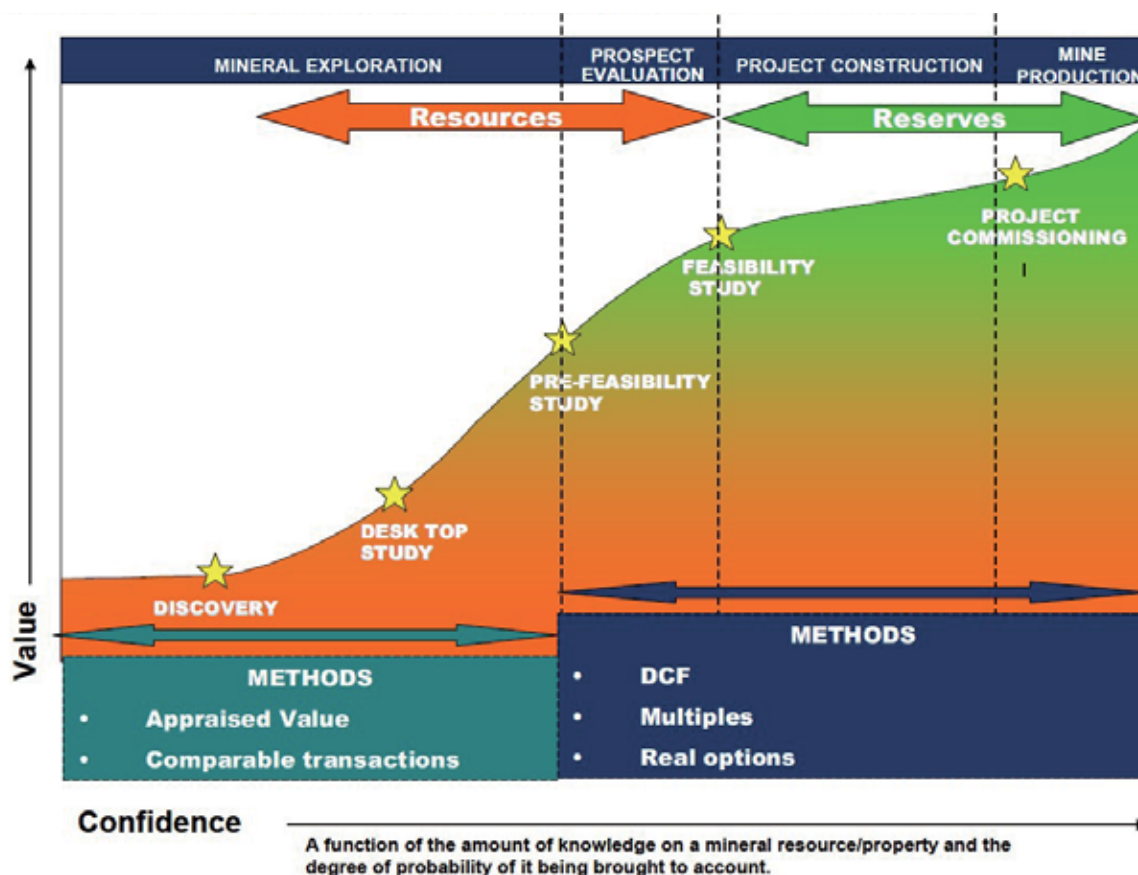 MINERAL EXPLORATION
PROSPECT
EVALUATION
PROJECT CONSTRUCTION
MINE
PRODUCTION
Resources
Reserves
PROJECT
COMMISSIONING
FEASIBILITY
STUDY
PRE-FEASIBILITY
STUDY
DESK TOP
STUDY
DISCOVERY
Value
METHODS
• Appraised Value
• Comparable transactions
METHODS
• DCF
• Multiples
• Real options
Confidence
A function of the amount of knowledge on a mineral resource/property and the
degree of probability of it being brought to account.